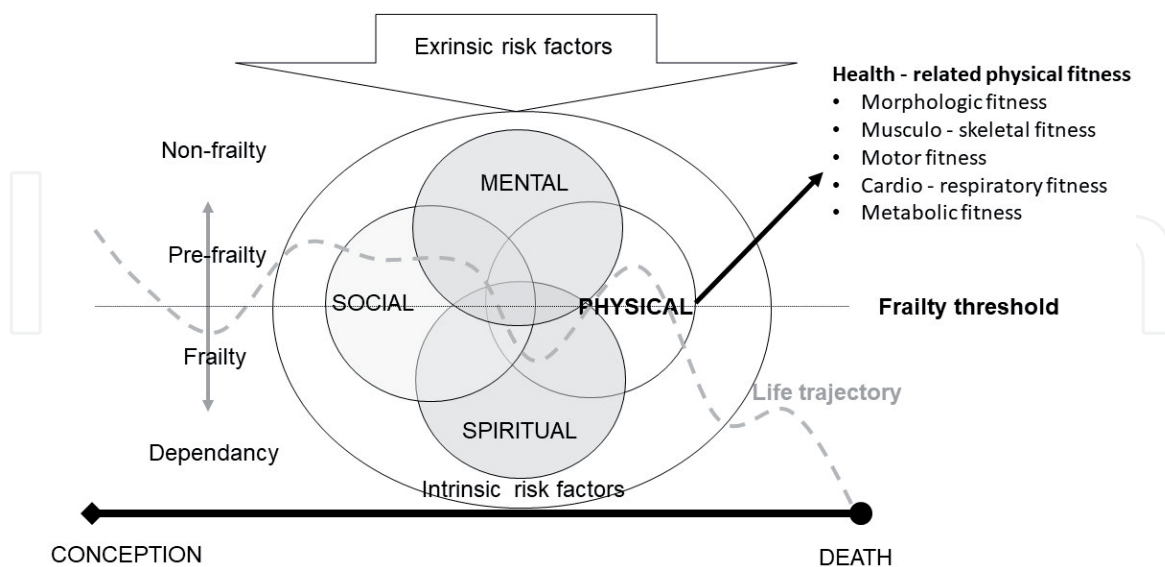 Exrinsic risk factors
Health - related physical fitness
• Morphologic fitness
• Musculo - skeletal fitness
• Motor fitness
• Cardio - respiratory fitness
• Metabolic fitness
Non-frailty
MENTAL
Pre-frailty
SOCIAL
PHYSICAL
Frailty threshold
Frailty
Life trajectory
SPIRITUAL
Dependancy
Intrinsic risk factors
CONCEPTION
DEATH